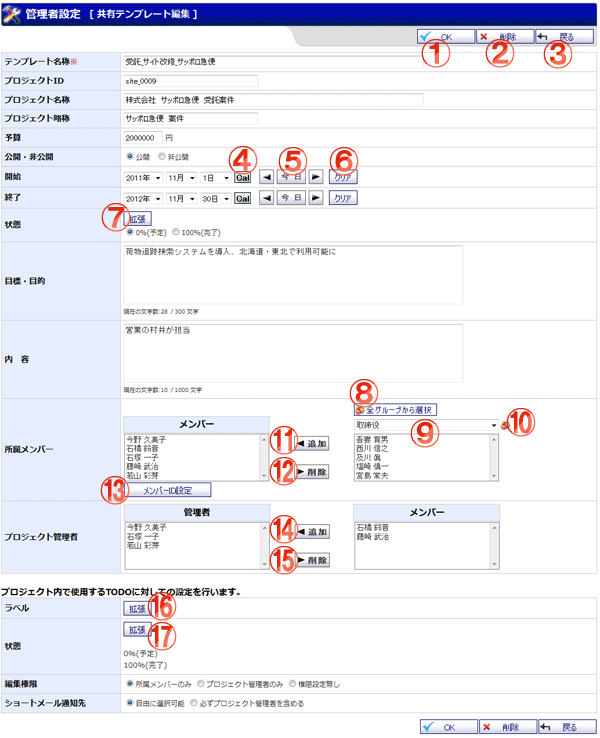 管理者設定 [ 共有テンプレート編集 ]
① OK ② 削除 ③ 戻る
テンプレート名称※ 受託_サイト改修_サッポロ急便
プロジェクトID site_0009
プロジェクト名称 株式会社 サッポロ急便 受託案件
プロジェクト略称 サッポロ急便 案件
予算 2000000 円
公開・非公開 公開 非公開
④ ⑤ ⑥
開始 2011年 11月 1日 Cal ◀ 今日 ▶ クリア
終了 2012年 11月 30日 Cal ◀ 今日 ▶ クリア
⑦ 拡張
状態 0%(予定) 100%(完了)
荷物追跡検索システムを導入、北海道・東北で利用可能に
目標・目的
現在の文字数:28 / 300 文字
営業の村井が担当
内 容
現在の文字数:10 / 1000 文字
⑧ 全グループから選択
メンバー 取締役 ⑨ ⑩
所属メンバー
今野 久美子
石橋 鈴音
石塚 一子
藤崎 武治
若山 彩芽
⑪ ◀ 追加
⑫ ▶ 削除
吾妻 育男
西川 信之
及川 眞
塩崎 慎一
宮島 常夫
⑬ メンバーID設定
管理者 メンバー
プロジェクト管理者
今野 久美子
石塚 一子
若山 彩芽
⑭ ◀ 追加
⑮ ▶ 削除
石橋 鈴音
藤崎 武治
プロジェクト内で使用するTODOに対しての設定を行います。
ラベル 拡張 ⑯
拡張 ⑰
状態
0%(予定)
100%(完了)
編集権限 所属メンバーのみ プロジェクト管理者のみ 権限設定無し
ショートメール通知先 自由に選択可能 必ずプロジェクト管理者を含める
OK 削除 戻る